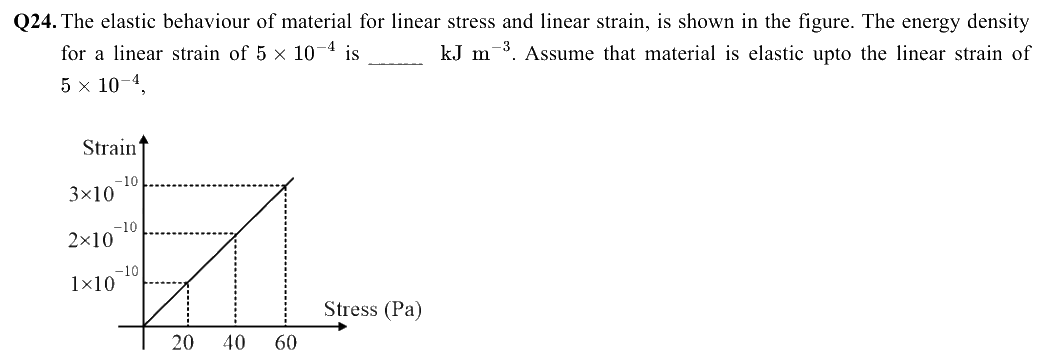 Q24. The elastic behaviour of material for linear stress and linear strain, is shown in the figure. The energy density
for a linear strain of 5 × 10⁻⁴ is ______ kJ m⁻³. Assume that material is elastic upto the linear strain of
5 × 10⁻⁴,
Strain
3×10⁻¹⁰
2×10⁻¹⁰
1×10⁻¹⁰
Stress (Pa)
20 40 60